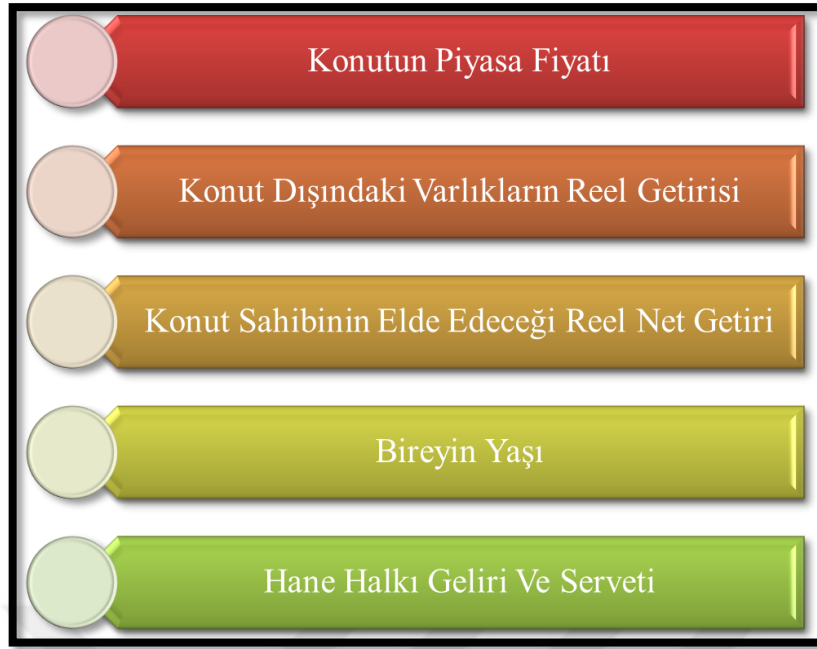 Konutun Piyasa Fiyatı
Konut Dışındaki Varlıkların Reel Getirisi
Konut Sahibinin Elde Edeceği Reel Net Getiri
Bireyin Yaşı
Hane Halkı Geliri Ve Serveti